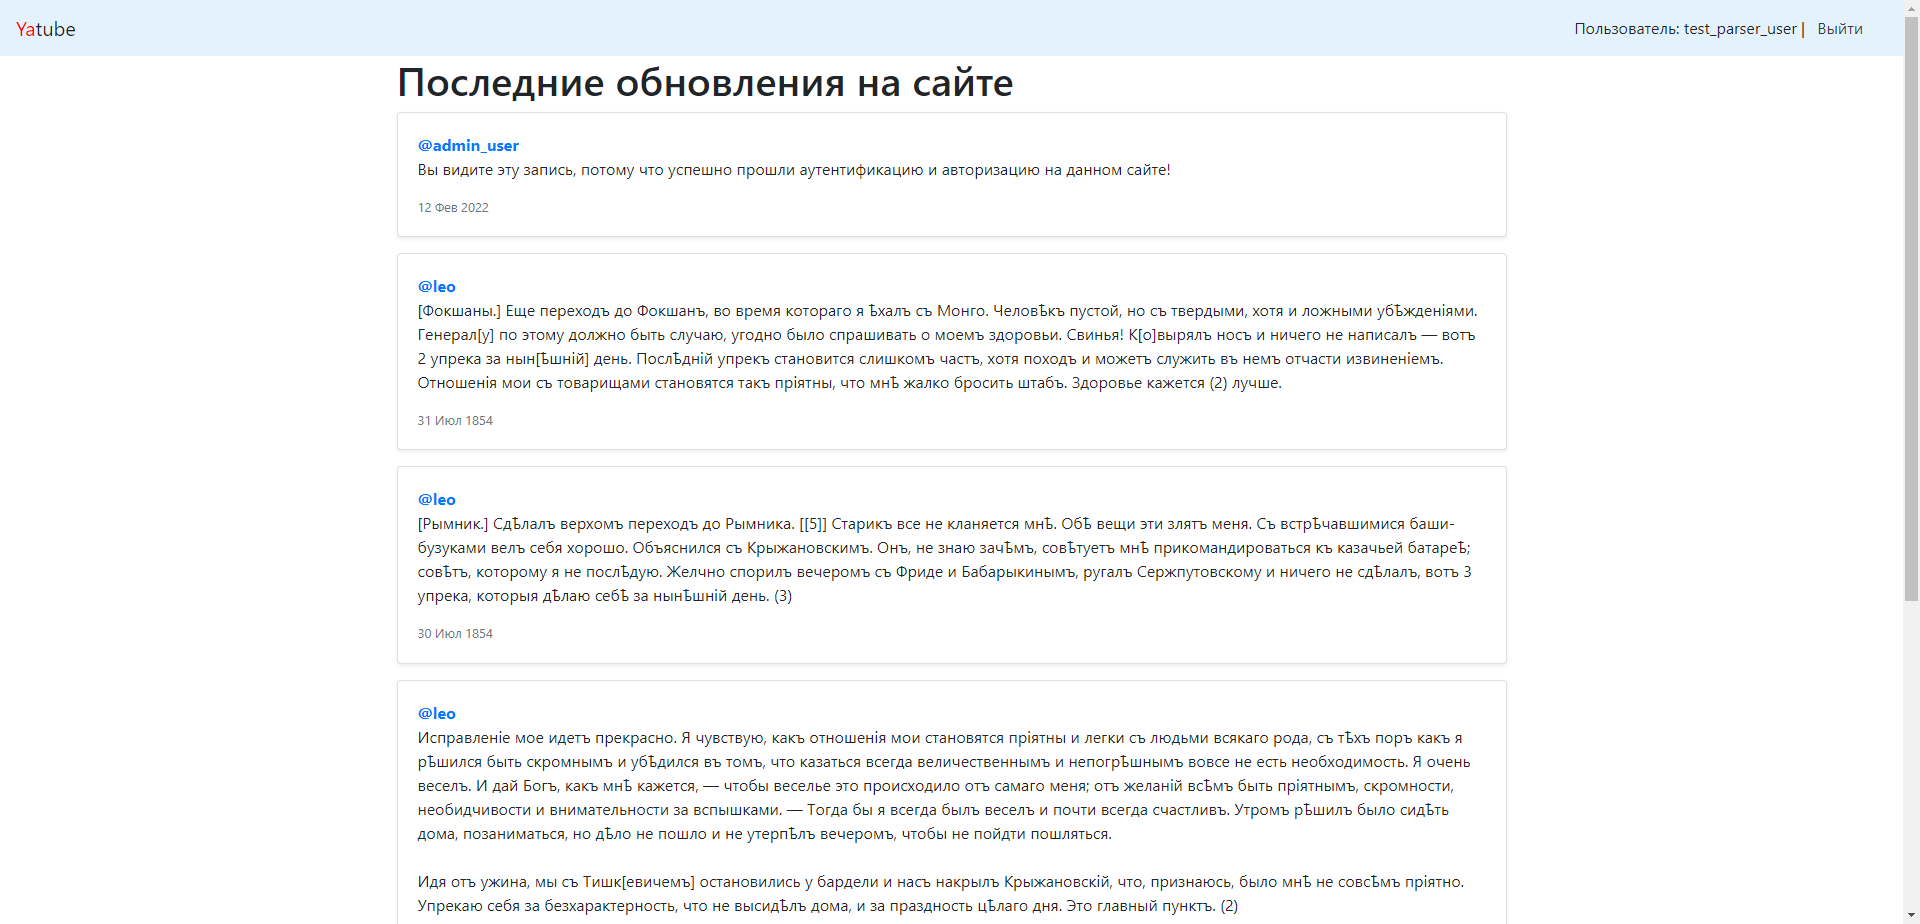 Yatube
Пользователь: test_parser_user | Выйти
Последние обновления на сайте
@admin_user
Вы видите эту запись, потому что успешно прошли аутентификацию и авторизацию на данном сайте!
12 Фев 2022
@leo
[Фокшаны.] Еще переходъ до Фокшанъ, во время котораго я ѣхалъ съ Монго. Человѣкъ пустой, но съ твердыми, хотя и ложными убѣжденіями.
Генерал[у] по этому должно быть случаю, угодно было спрашивать о моемъ здоровьи. Свинья! К[о]вырялъ носъ и ничего не написалъ — вотъ
2 упрека за нын[ѣшній] день. Послѣдній упрекъ становится слишкомъ частъ, хотя походъ и можетъ служить въ немъ отчасти извиненіемъ.
Отношенія мои съ товарищами становятся такъ пріятны, что мнѣ жалко бросить штабъ. Здоровье кажется (2) лучше.
31 Июл 1854
@leo
[Рымник.] Сдѣлалъ верхомъ переходъ до Рымника. [[5]] Старикъ все не кланяется мнѣ. Обѣ вещи эти злятъ меня. Съ встрѣчавшимися баши-
бузуками велъ себя хорошо. Объяснился съ Крыжановскимъ. Онъ, не знаю зачѣмъ, совѣтуетъ мнѣ прикомандироваться къ казачьей батареѣ;
совѣтъ, которому я не послѣдую. Желчно спорилъ вечеромъ съ Фриде и Бабарыкинымъ, ругалъ Сержпутовскому и ничего не сдѣлалъ, вотъ 3
упрека, которыя дѣлаю себѣ за нынѣшній день. (3)
30 Июл 1854
@leo
Исправленіе мое идетъ прекрасно. Я чувствую, какъ отношенія мои становятся пріятны и легки съ людьми всякаго рода, съ тѣхъ поръ какъ я
рѣшился быть скромнымъ и убѣдился въ томъ, что казаться всегда величественнымъ и непогрѣшнымъ вовсе не есть необходимость. Я очень
веселъ. И дай Богъ, какъ мнѣ кажется, — чтобы веселье это происходило отъ самаго меня; отъ желаній всѣмъ быть пріятнымъ, скромности,
необидчивости и внимательности за вспышками. — Тогда бы я всегда былъ веселъ и почти всегда счастливъ. Утромъ рѣшилъ было сидѣть
дома, позаниматься, но дѣло не пошло и не утерпѣлъ вечеромъ, чтобы не пойдти пошляться.
Идя отъ ужина, мы съ Тишк[евичемъ] остановились у бардели и насъ накрылъ Крыжановскій, что, признаюсь, было мнѣ не совсѣмъ пріятно.
Упрекаю себя за безхарактерность, что не высидѣлъ дома, и за праздность цѣлаго дня. Это главный пунктъ. (2)